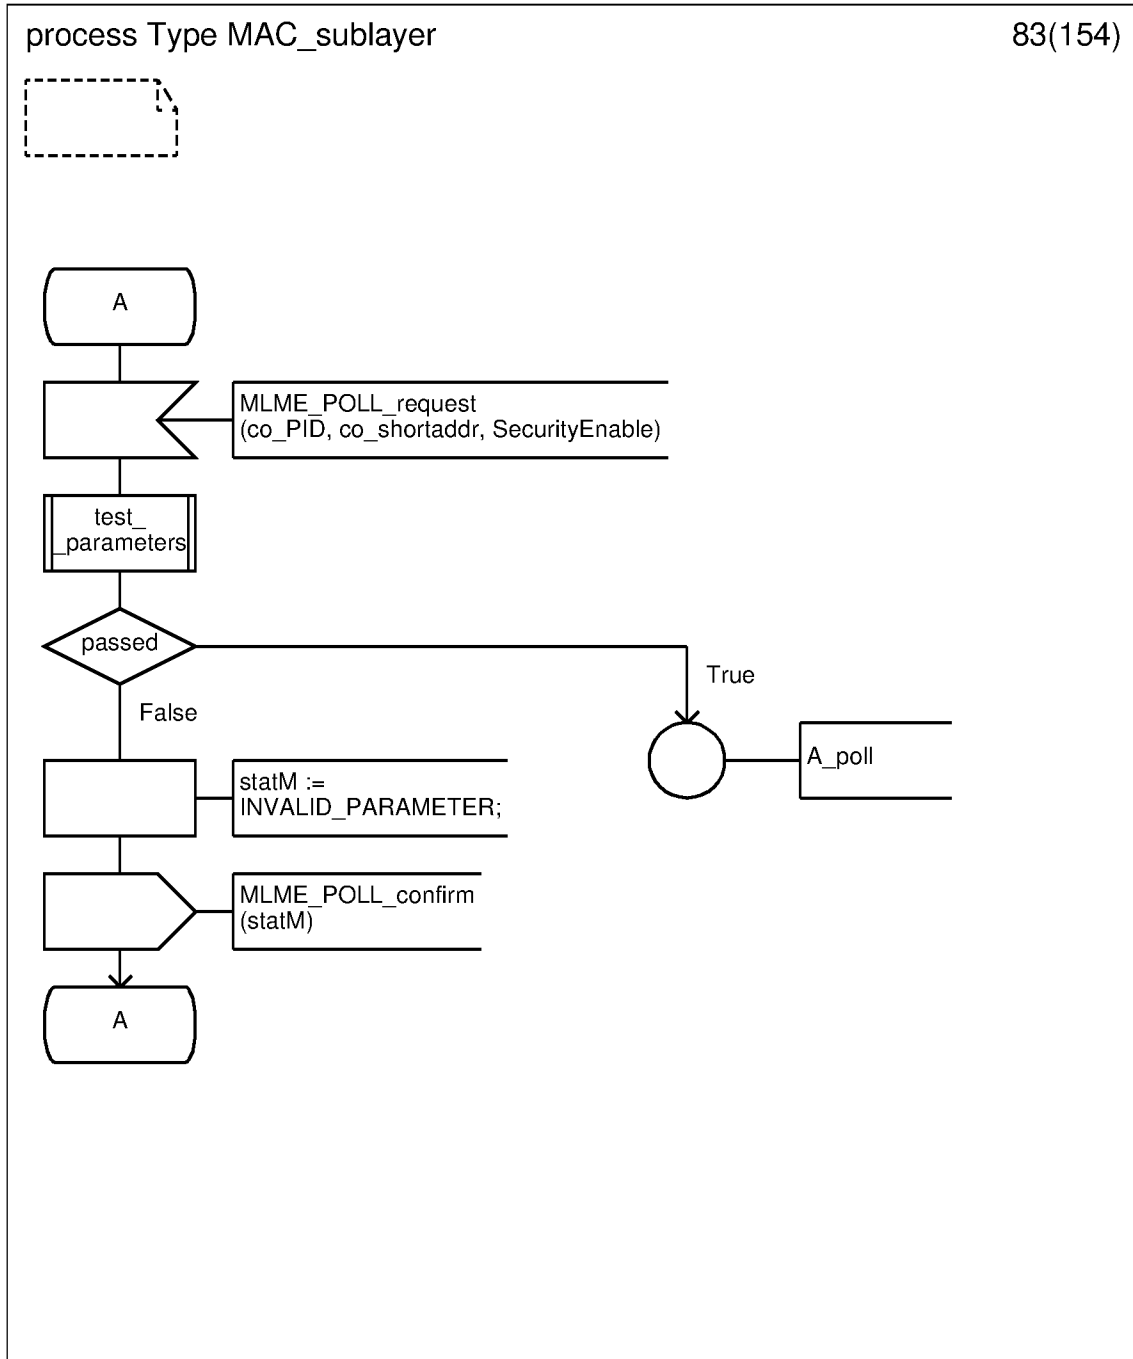 process Type MAC_sublayer
83(154)
A
MLME_POLL_request
(co_PID, co_shortaddr, SecurityEnable)
test_
_parameters
passed
True
False
A_poll
statM :=
INVALID_PARAMETER;
MLME_POLL_confirm
(statM)
A